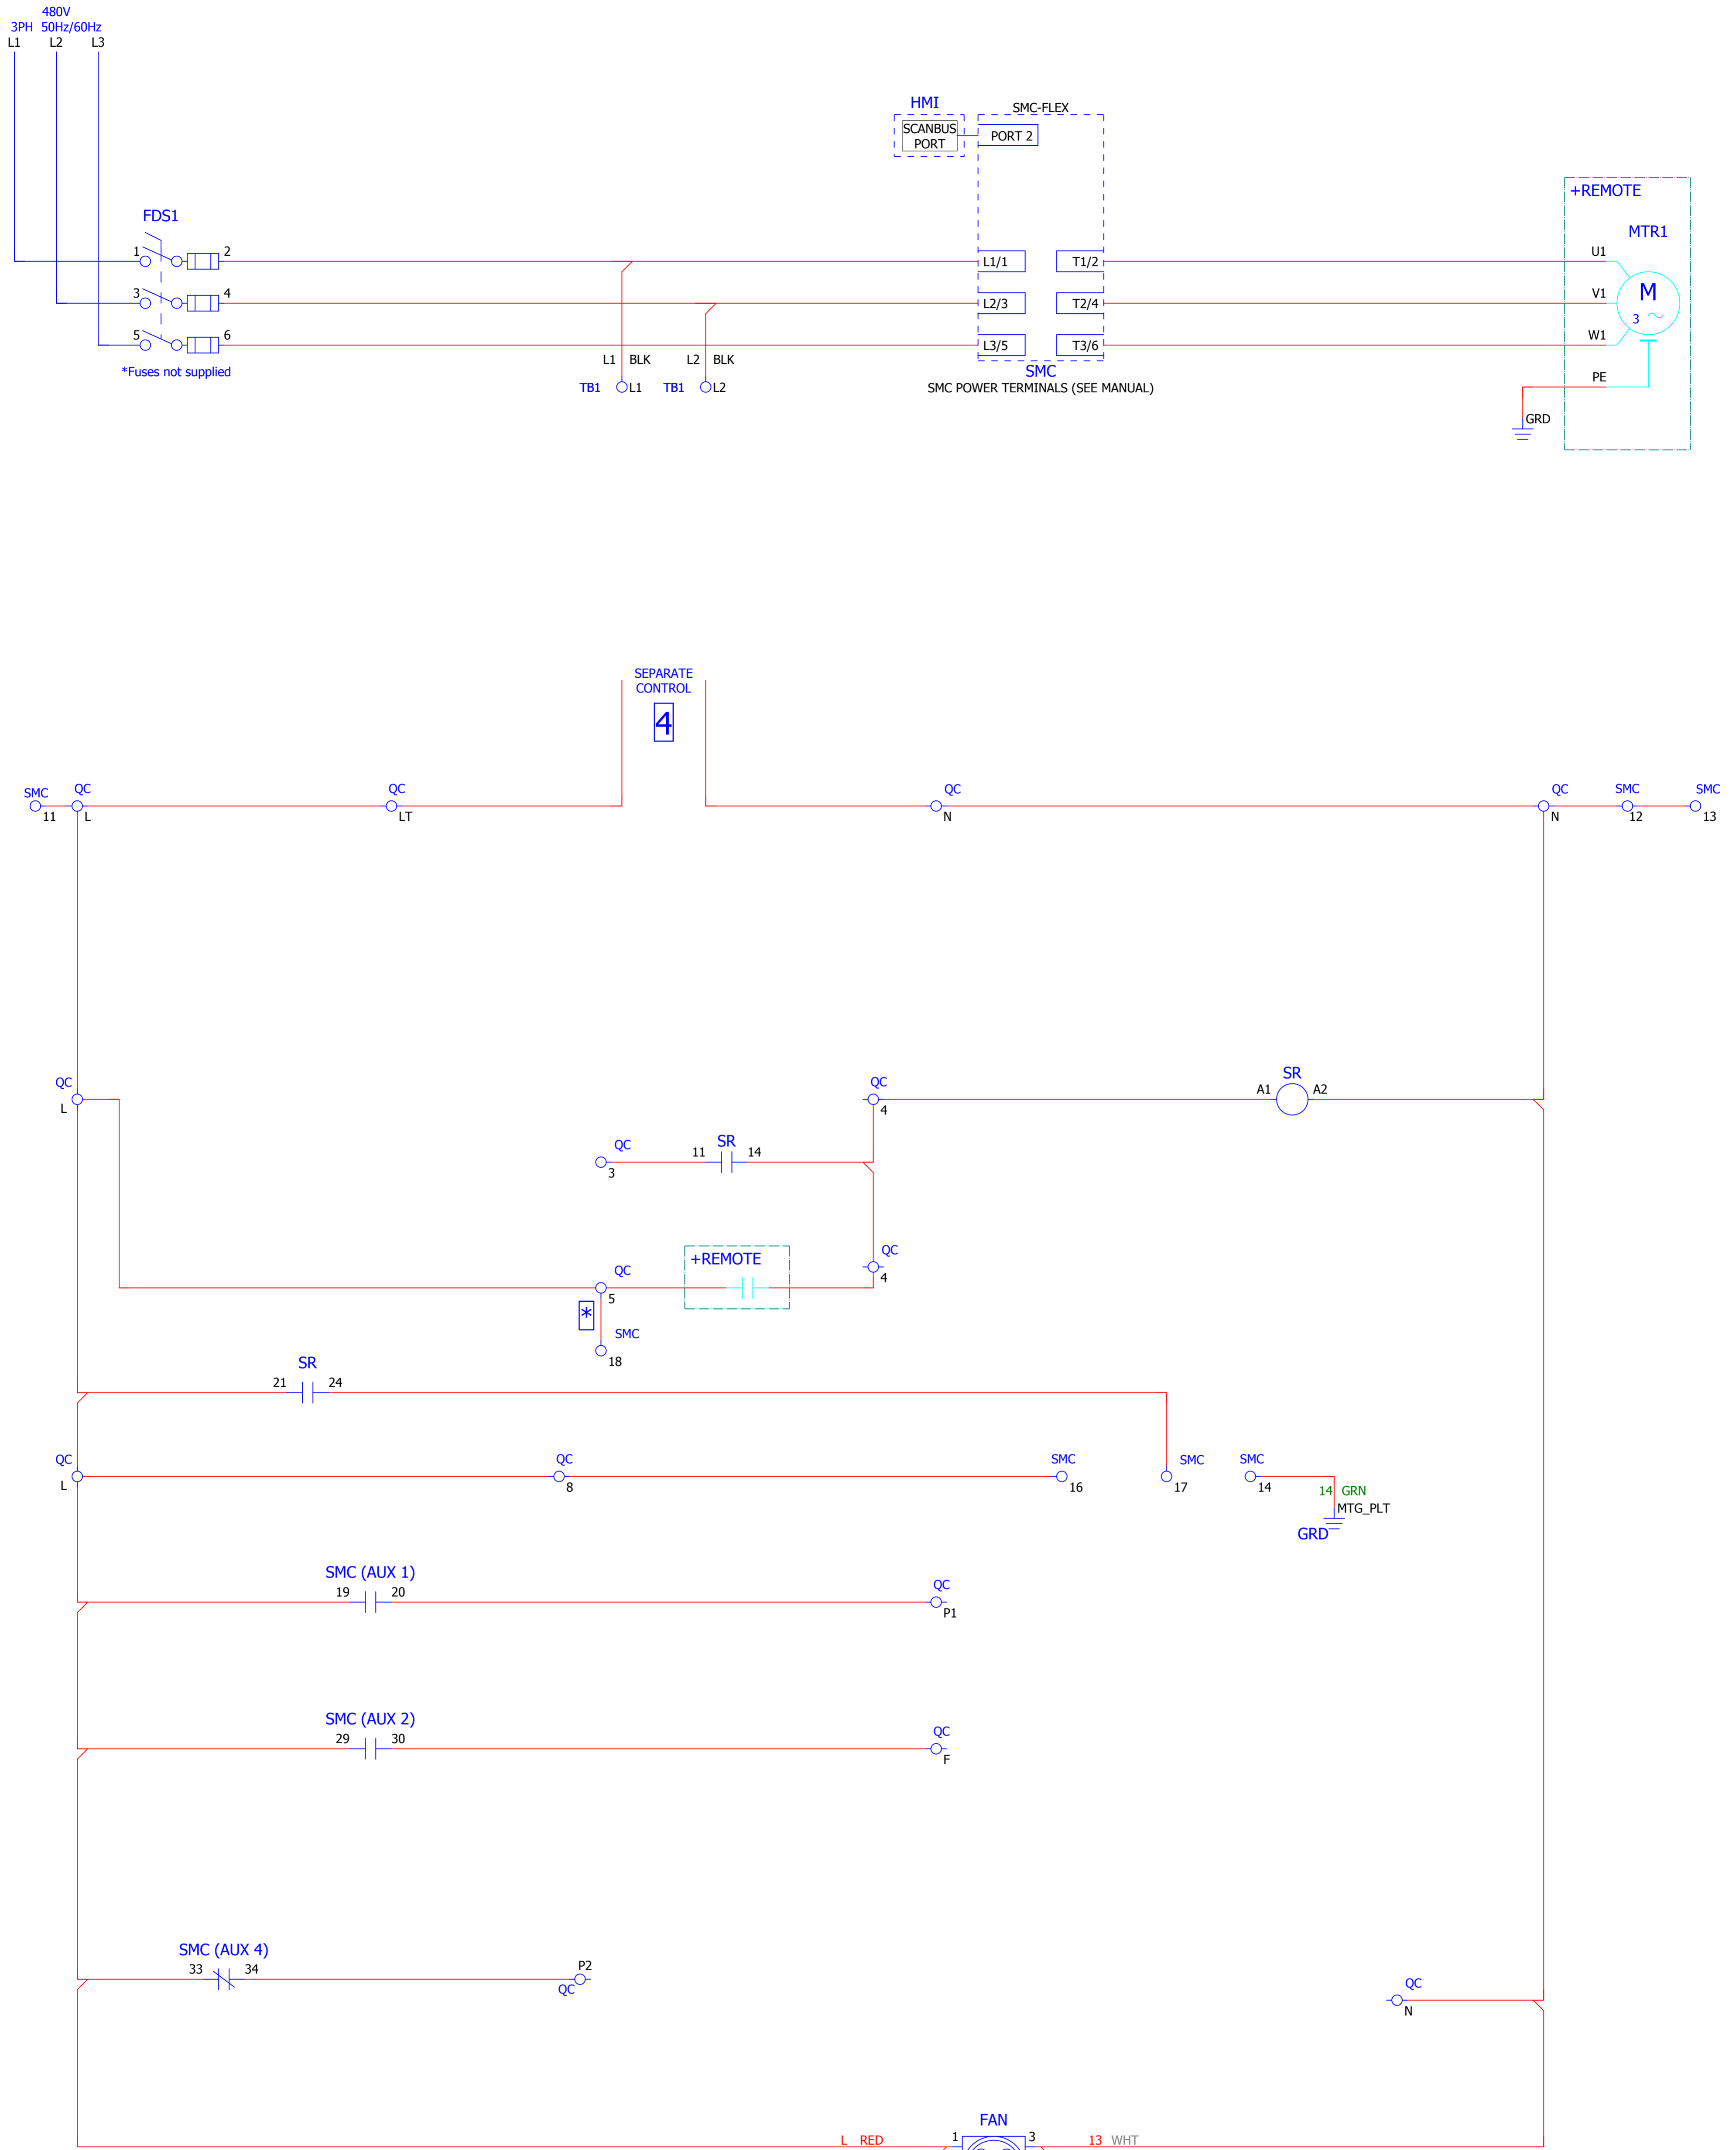 480V
3PH 50Hz/60Hz
L1 L2 L3
HMI
SCANBUS
PORT
SMC-FLEX
PORT 2
+REMOTE
MTR1
FDS1
1 2
L1/1 T1/2
U1
3 4
L2/3 T2/4
V1
M
3
5 6
L3/5 T3/6
W1
*Fuses not supplied
L1 BLK L2 BLK
SMC
PE
TB1 L1 TB1 L2
SMC POWER TERMINALS (SEE MANUAL)
GRD
SEPARATE
CONTROL
4
SMC QC QC QC QC SMC SMC
11 L LT N N 12 13
QC QC SR
L 4 A1 A2
QC SR
3 11 14
+REMOTE QC
QC 4
5
*
SMC
18
SR
21 24
QC QC SMC SMC SMC
L 8 16 17 14
14 GRN
MTG_PLT
GRD
SMC (AUX 1)
19 20 QC
P1
SMC (AUX 2)
29 30 QC
F
SMC (AUX 4)
33 34 P2
QC
QC
N
FAN
L RED 1 3 13 WHT